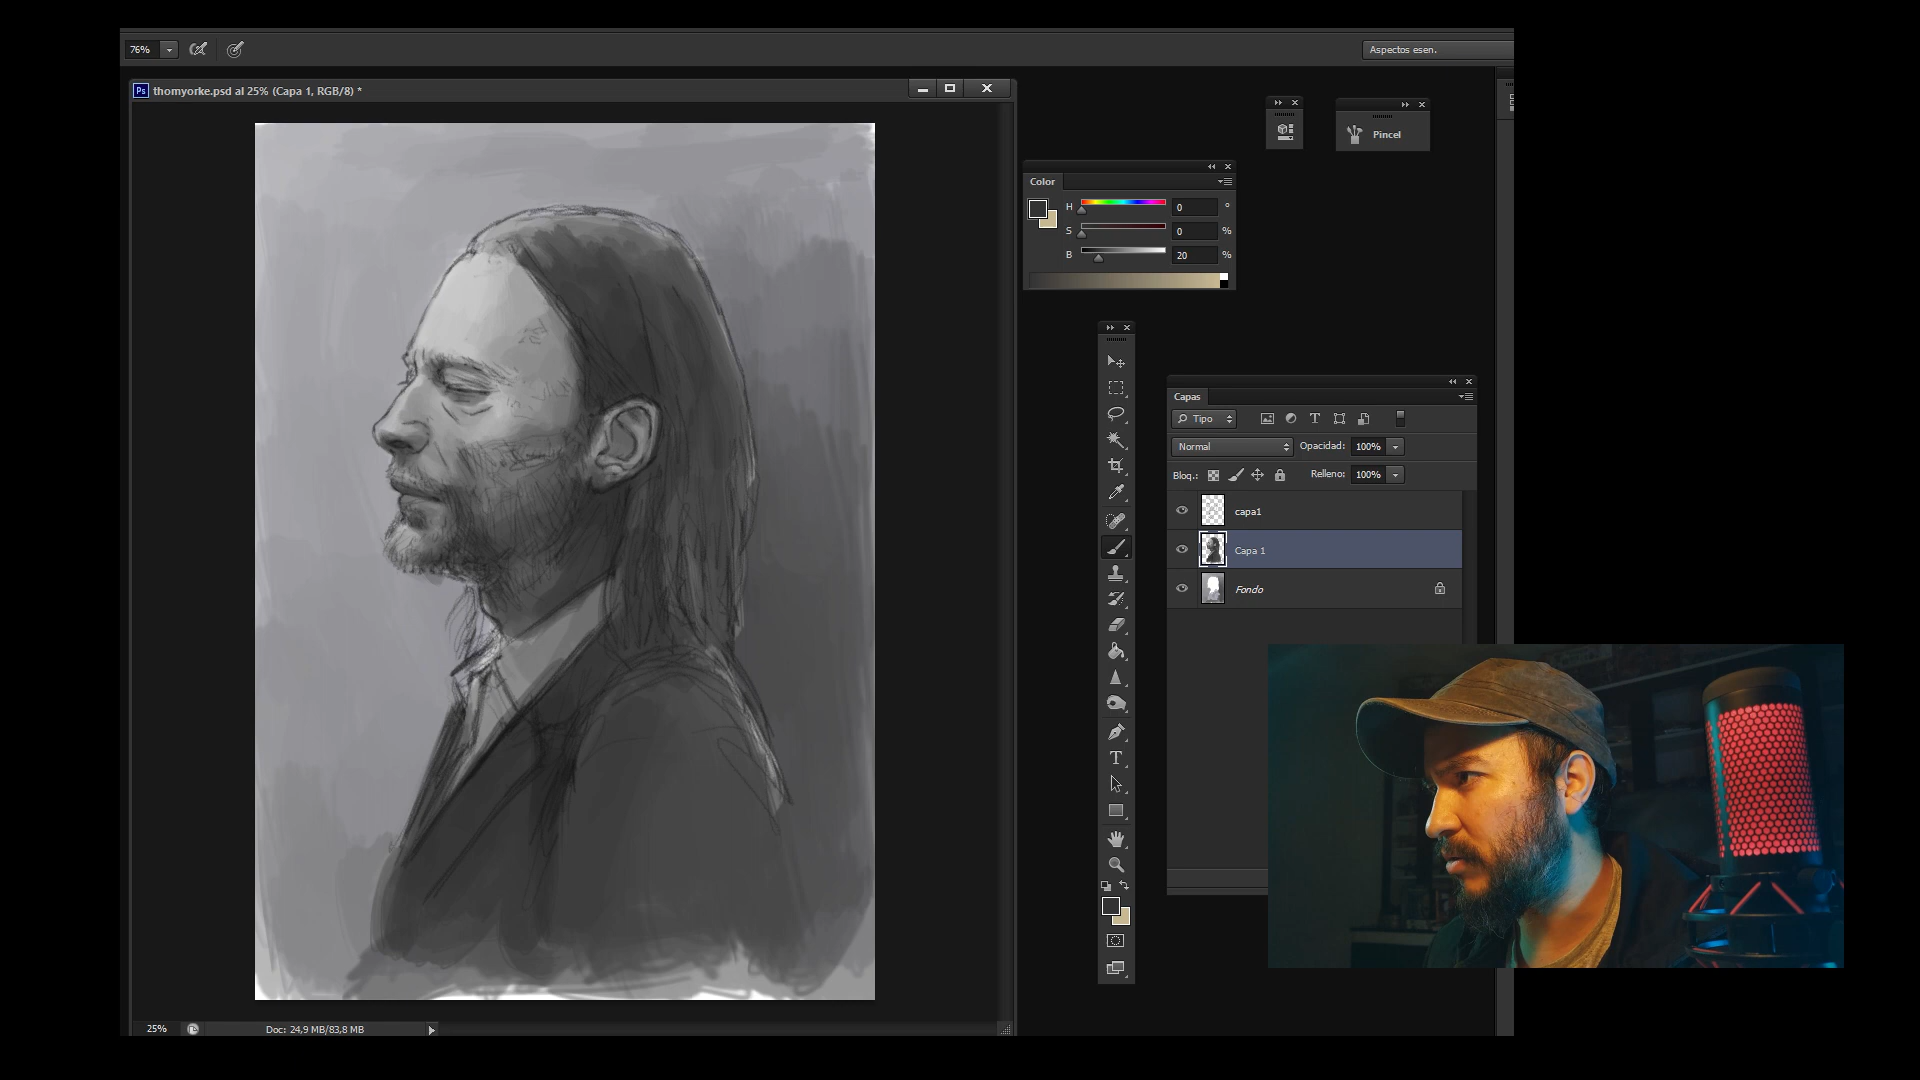 76%
Aspectos esen.
Ps thomyorke.psd al 25% (Capa 1, RGB/8) *
Pincel
Color
H 0 °
S 0 %
B 20 %
Capas
Tipo
Normal Opacidad: 100%
Bloq.: Relleno: 100%
capa1
Capa 1
Fondo
25% Doc: 24,9 MB/83,8 MB